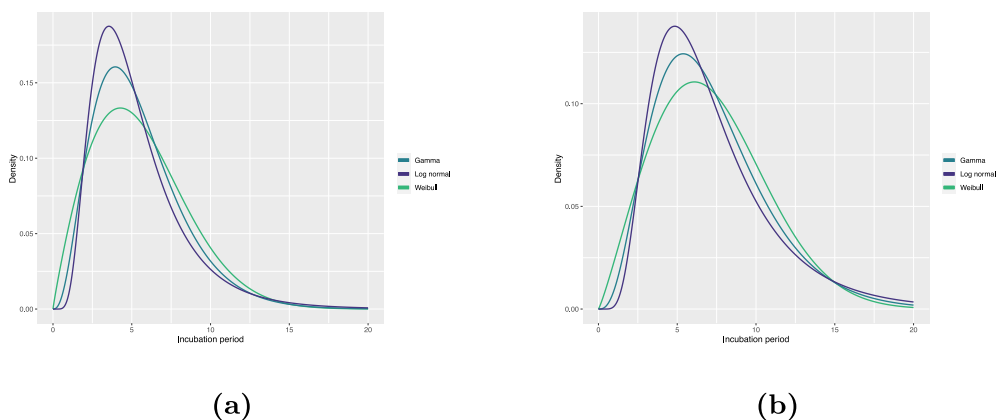 0.15
0.10
0.05
0.00
Density
0
5
10
15
20
Incubation period
Gamma
Log normal
Weibull
(a)
0.10
0.05
0.00
Density
0
5
10
15
20
Incubation period
Gamma
Log normal
Weibull
(b)